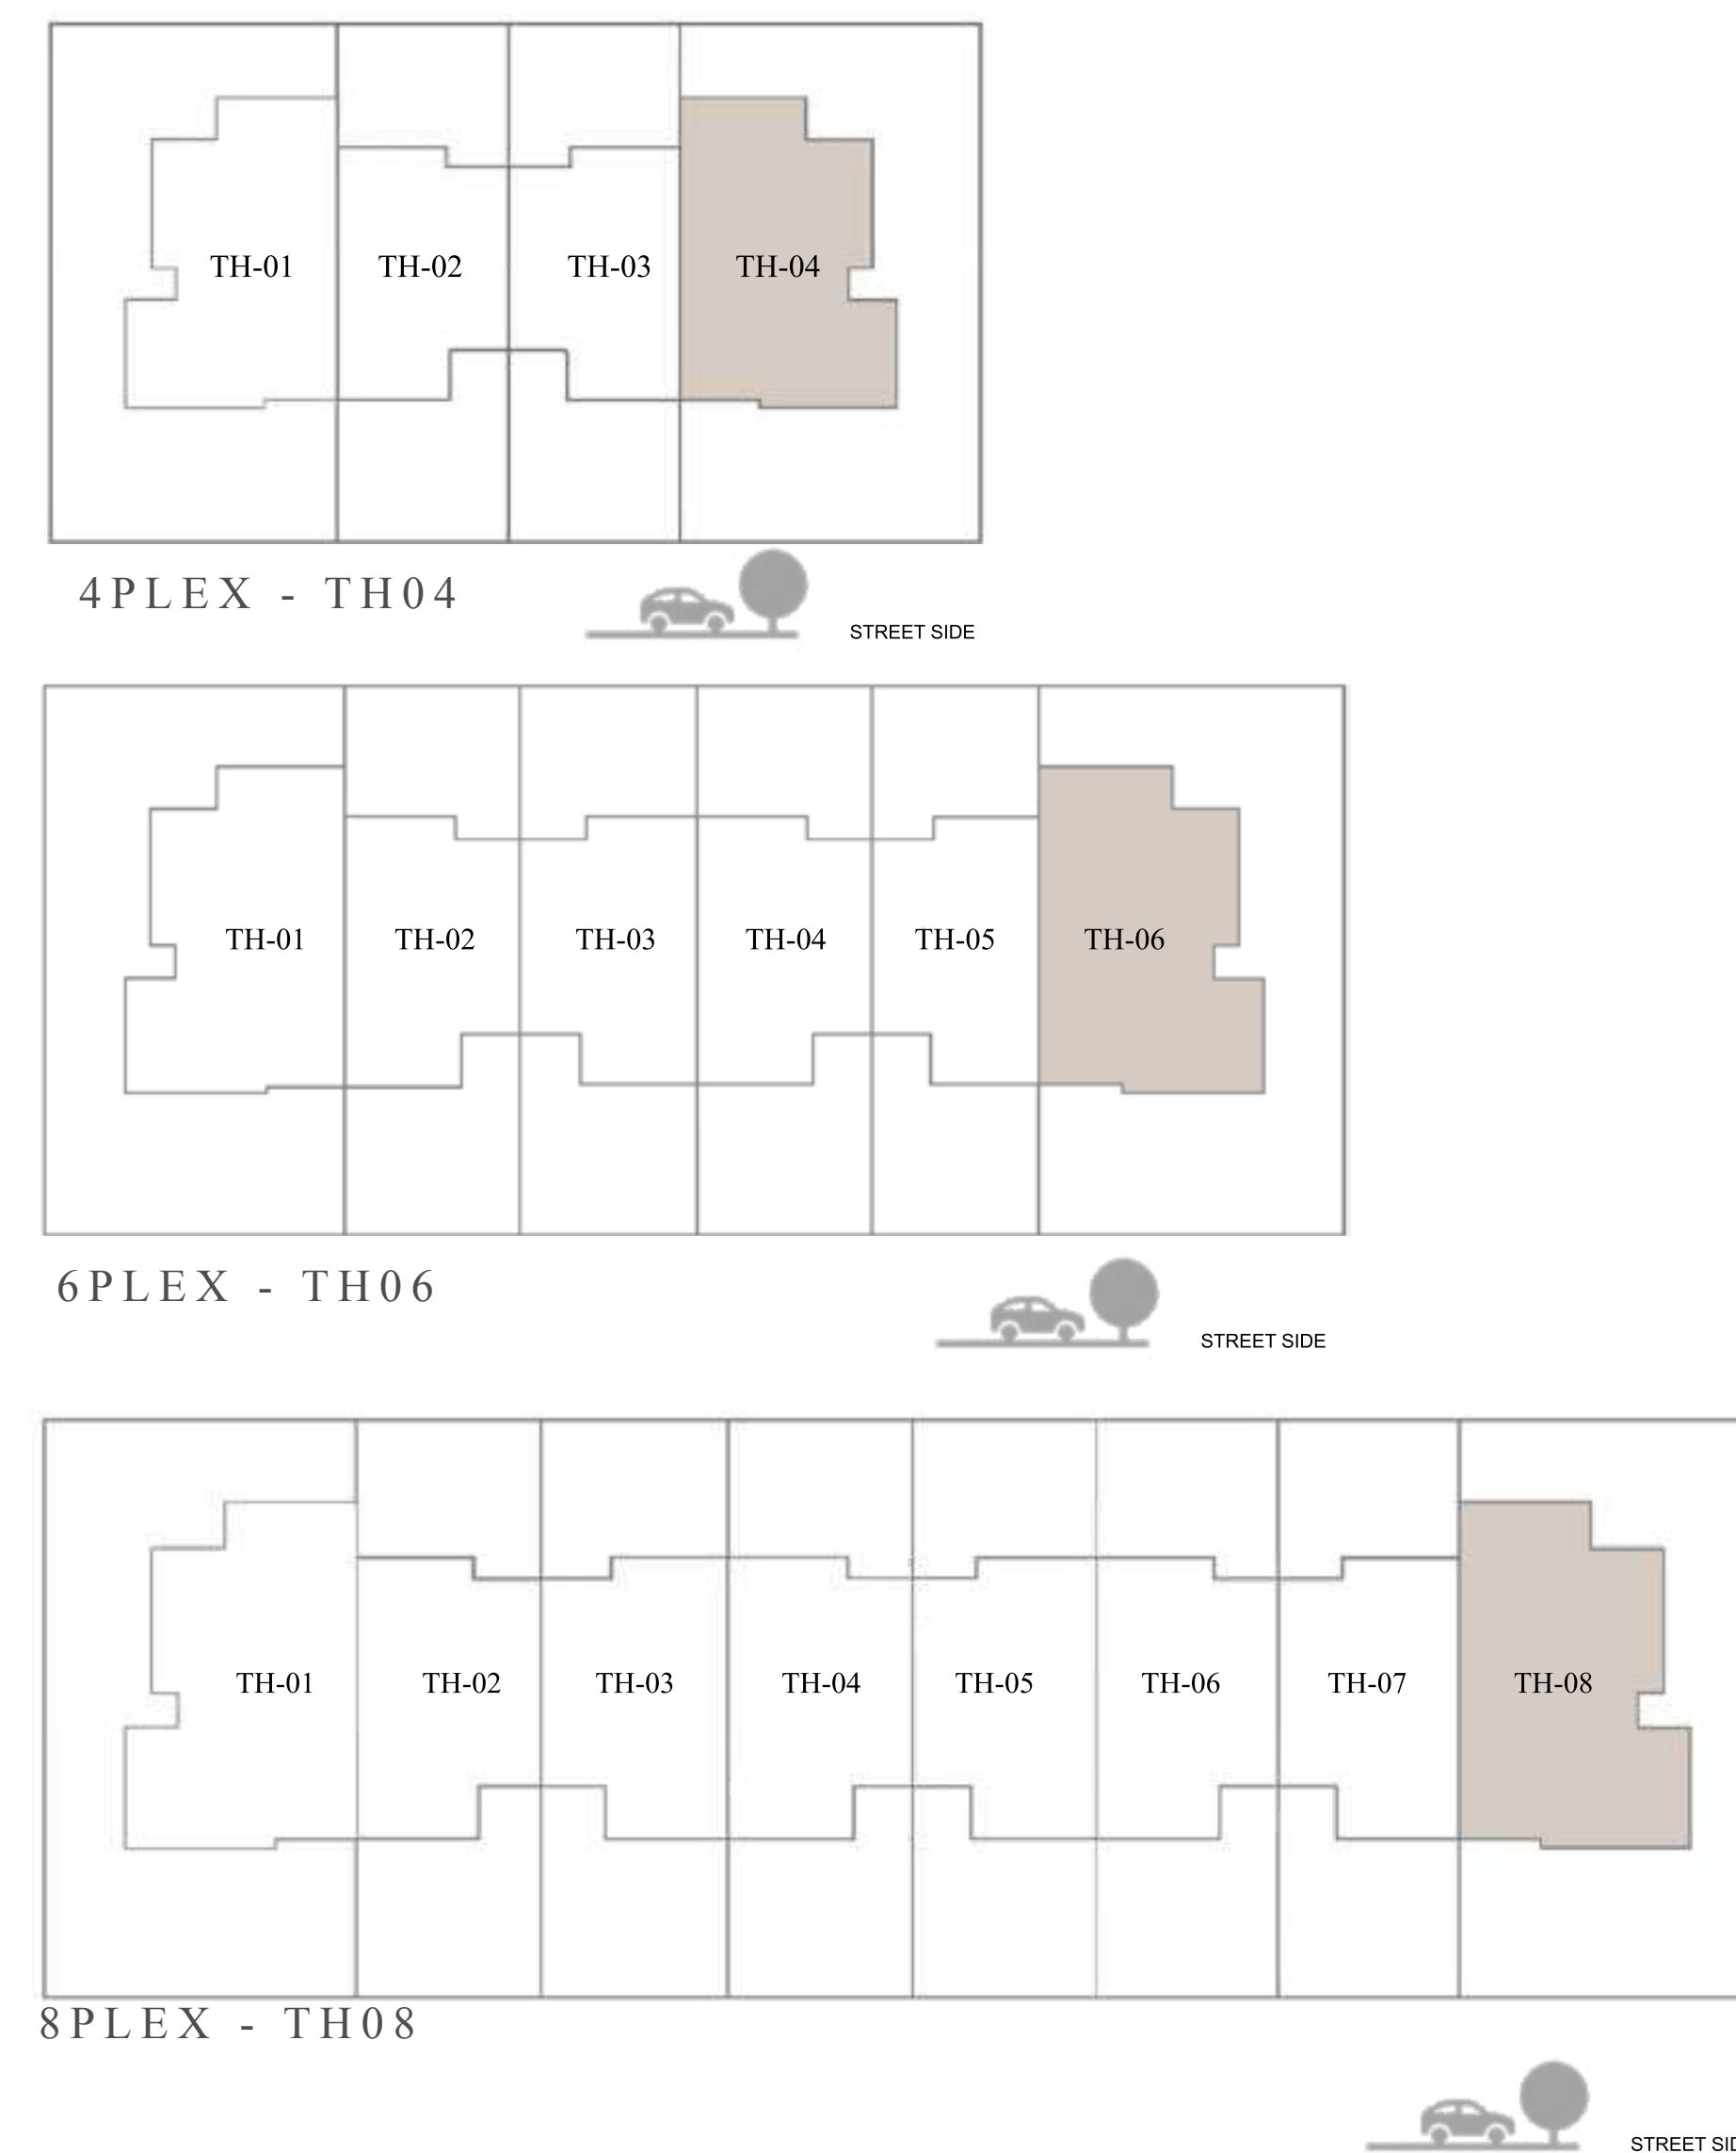 TH-01 TH-02 TH-03 TH-04
4PLEX - TH04
STREET SIDE
TH-01 TH-02 TH-03 TH-04 TH-05 TH-06
6PLEX - TH06
STREET SIDE
TH-01 TH-02 TH-03 TH-04 TH-05 TH-06 TH-07 TH-08
8PLEX - TH08
STREET